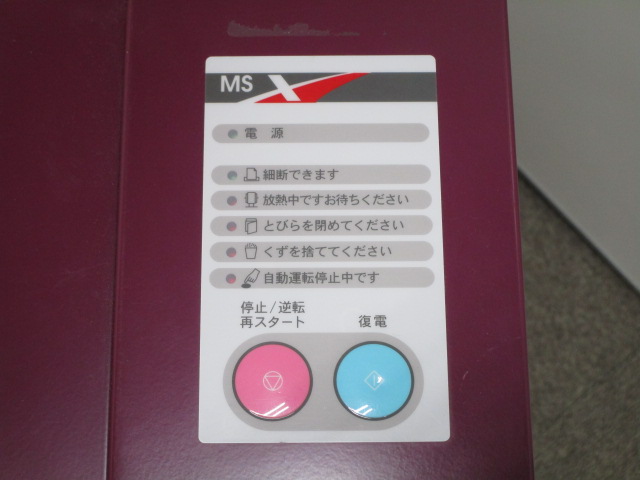 MS X
電 源
細断できます
放熱中ですお待ちください
とびらを閉めてください
くずを捨ててください
自動運転停止中です
停止/逆転
再スタート
復電